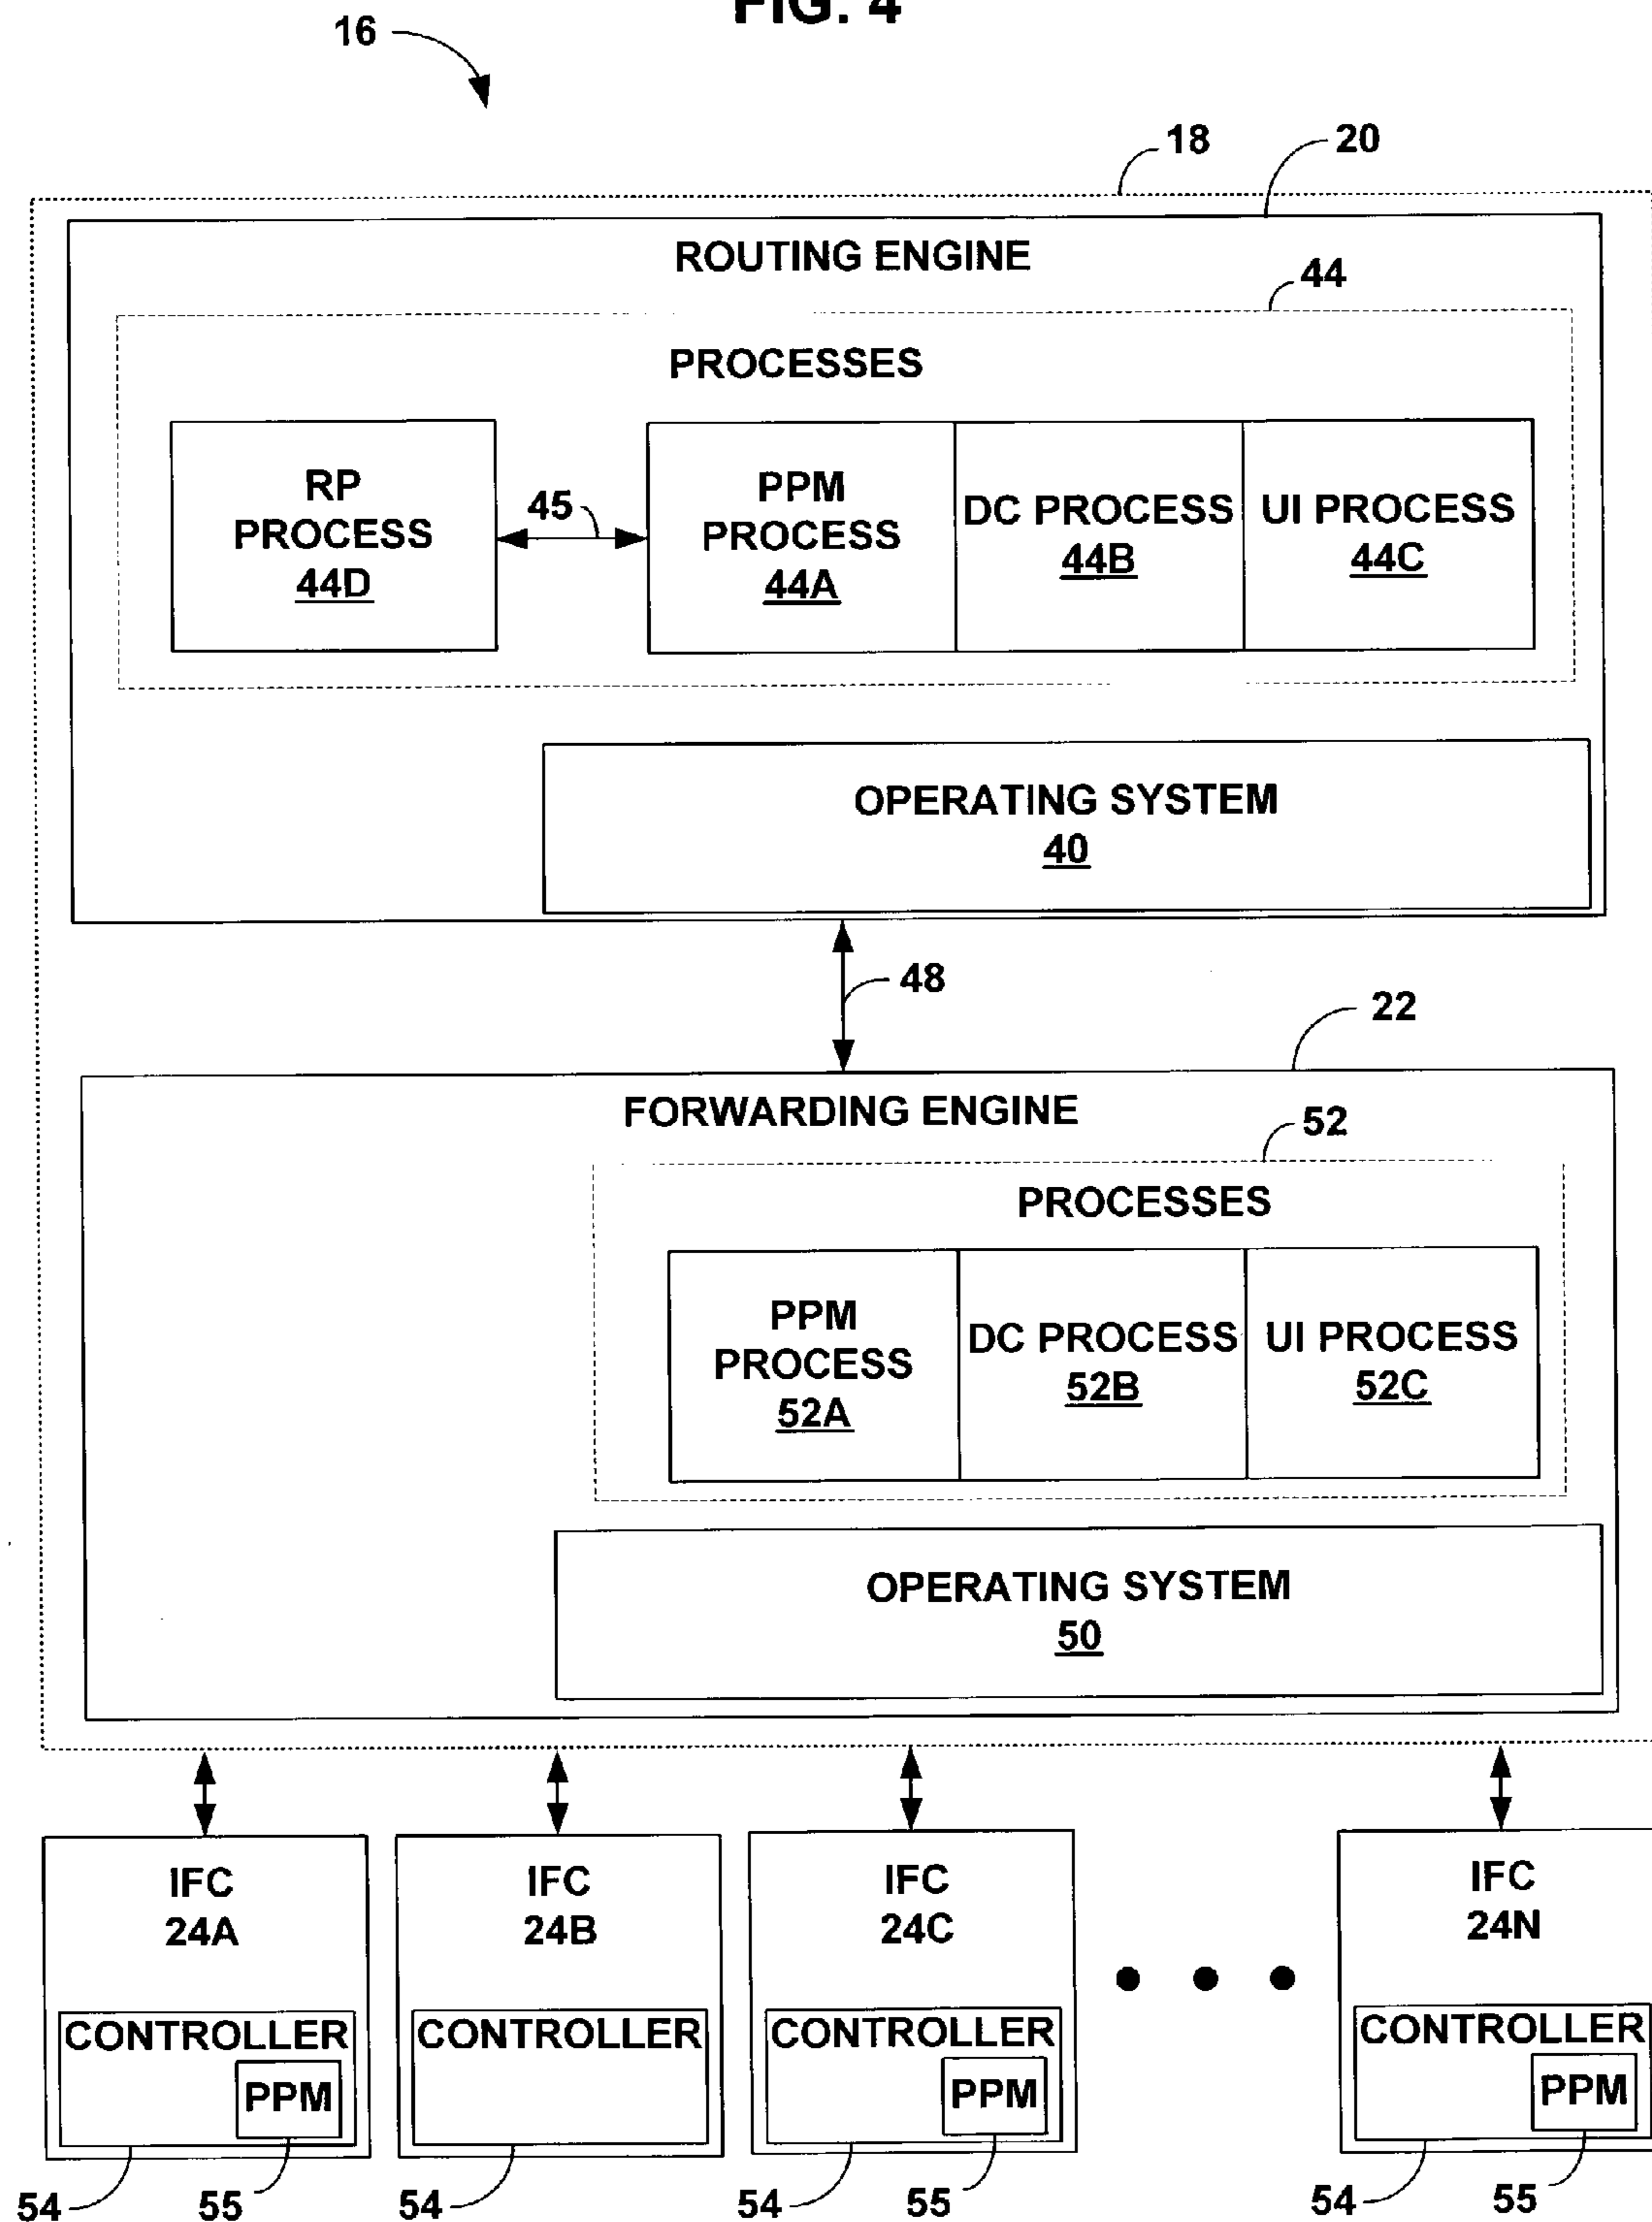 FIG. 4
16
18
20
ROUTING ENGINE
44
PROCESSES
RP
PROCESS
44D
45
PPM
PROCESS
44A
DC PROCESS
44B
UI PROCESS
44C
OPERATING SYSTEM
40
48
22
FORWARDING ENGINE
52
PROCESSES
PPM
PROCESS
52A
DC PROCESS
52B
UI PROCESS
52C
OPERATING SYSTEM
50
IFC
24A
CONTROLLER
PPM
54
55
IFC
24B
CONTROLLER
54
IFC
24C
CONTROLLER
PPM
54
55
IFC
24N
CONTROLLER
PPM
54
55